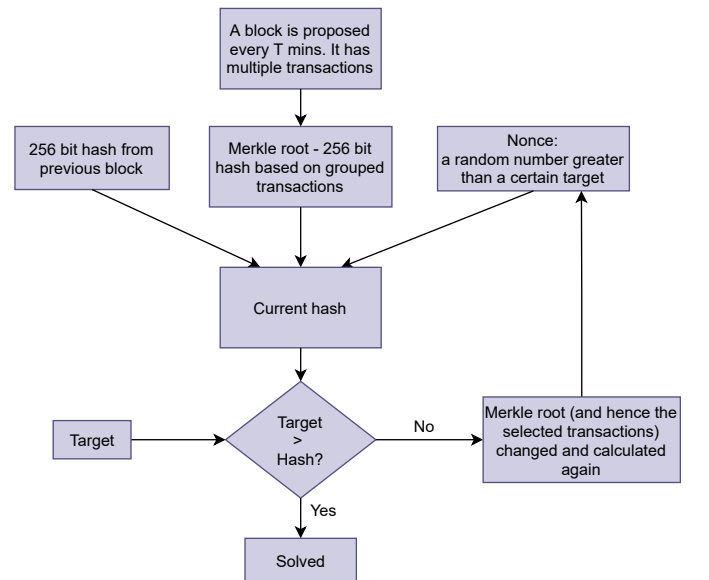 A block is proposed
every T mins. It has
multiple transactions
256 bit hash from
previous block
Merkle root - 256 bit
hash based on grouped
transactions
Nonce:
a random number greater
than a certain target
Current hash
Target
Target
>
Hash?
No
Merkle root (and hence the
selected transactions)
changed and calculated
again
Yes
Solved